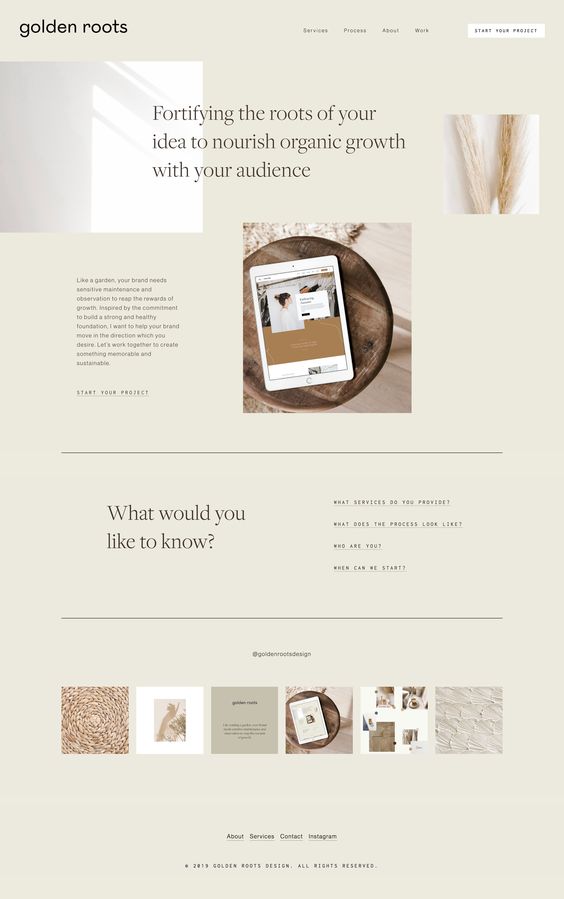 golden roots
Services Process About Work
START YOUR PROJECT
Fortifying the roots of your
idea to nourish organic growth
with your audience
Like a garden, your brand needs
sensitive maintenance and
observation to reap the rewards of
growth. Inspired by the commitment
to build a strong and healthy
foundation, I want to help your brand
move in the direction which you
desire. Let's work together to create
something memorable and
sustainable.
START YOUR PROJECT
What would you
like to know?
WHAT SERVICES DO YOU PROVIDE?
WHAT DOES THE PROCESS LOOK LIKE?
WHO ARE YOU?
WHEN CAN WE START?
@goldenrootsdesign
golden roots
About Services Contact Instagram
© 2019 GOLDEN ROOTS DESIGN. ALL RIGHTS RESERVED.